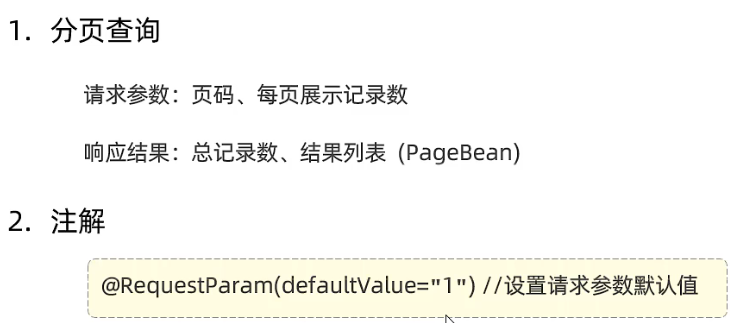 1. 分页查询
请求参数：页码、每页展示记录数
响应结果：总记录数、结果列表 (PageBean)
2. 注解
@RequestParam(defaultValue="1") //设置请求参数默认值